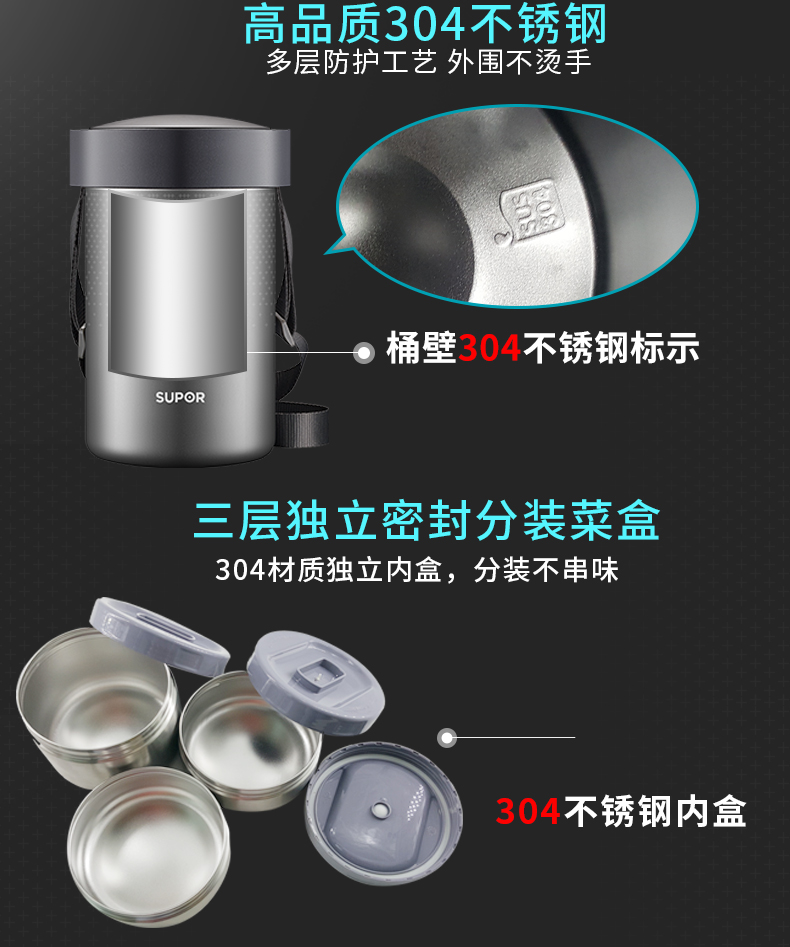 高品质304不锈钢
多层防护工艺 外围不烫手
SUS
304
桶壁304不锈钢标示
SUPOR
三层独立密封分装菜盒
304材质独立内盒，分装不串味
304不锈钢内盒